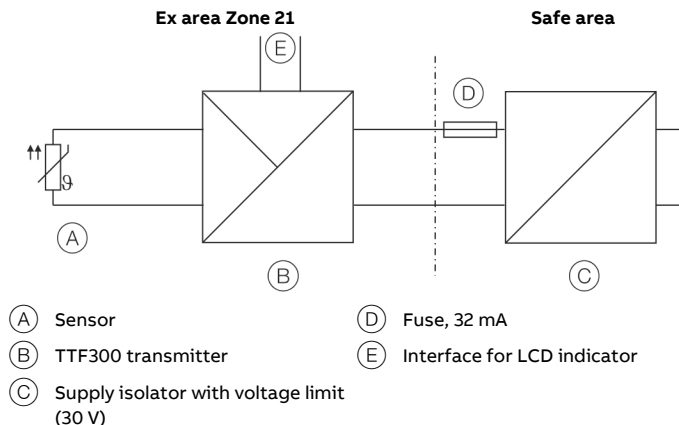 Ex area Zone 21
Safe area
E
D
ϑ
A
B
C
A Sensor
B TTF300 transmitter
C Supply isolator with voltage limit
(30 V)
D Fuse, 32 mA
E Interface for LCD indicator